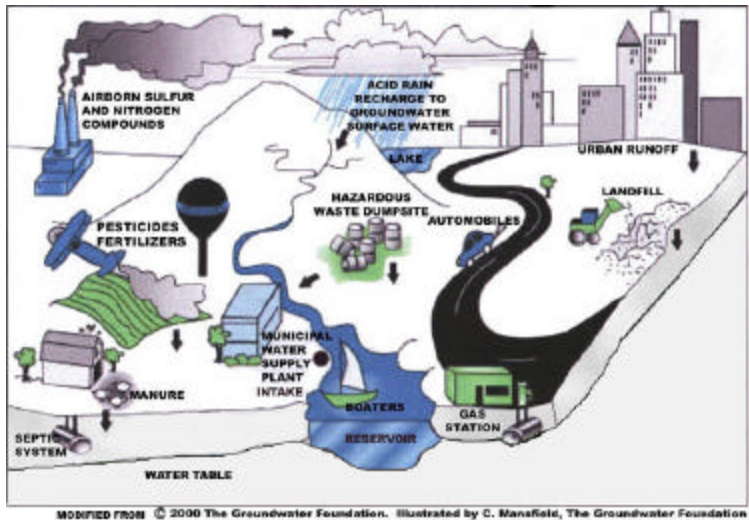 AIRBORN SULFUR
AND NITROGEN
COMPOUNDS
ACID RAIN
RECHARGE TO
GROUNDWATER
SURFACE WATER
LAKE
URBAN RUNOFF
LANDFILL
HAZARDOUS
WASTE DUMPSITE
AUTOMOBILES
PESTICIDES
FERTILIZERS
MUNICIPAL
WATER
SUPPLY
PLANT
INTAKE
MANURE
BOATERS
GAS
STATION
SEPTIC
SYSTEM
RESERVOIR
WATER TABLE
MODIFIED FROM © 2000 The Groundwater Foundation. Illustrated by C. Mansfield, The Groundwater Foundation